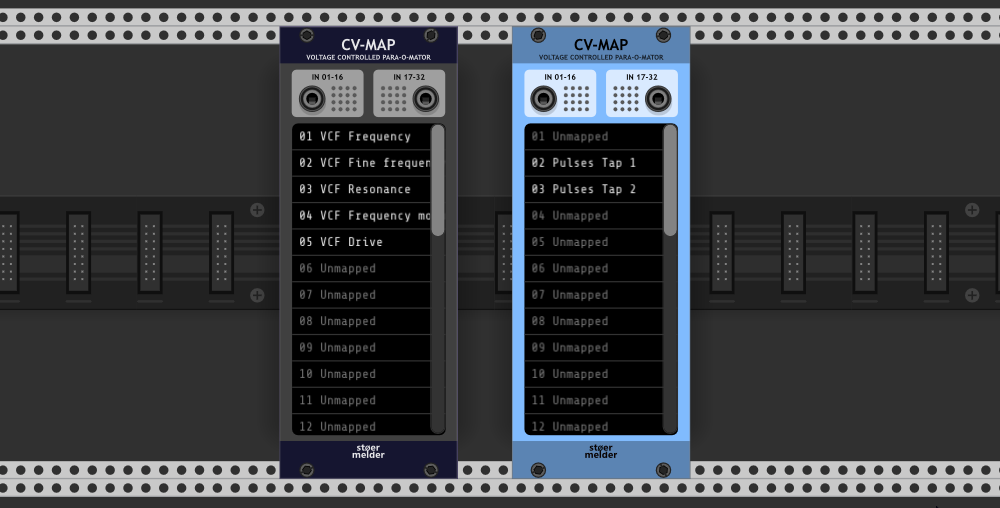 CV-MAP
VOLTAGE CONTROLLED PARA-O-MATOR
IN 01-16
IN 17-32
01 VCF Frequency
02 VCF Fine frequen
03 VCF Resonance
04 VCF Frequency mo
05 VCF Drive
06 Unmapped
07 Unmapped
08 Unmapped
09 Unmapped
10 Unmapped
11 Unmapped
12 Unmapped
støer
melder
CV-MAP
VOLTAGE CONTROLLED PARA-O-MATOR
IN 01-16
IN 17-32
01 Unmapped
02 Pulses Tap 1
03 Pulses Tap 2
04 Unmapped
05 Unmapped
06 Unmapped
07 Unmapped
08 Unmapped
09 Unmapped
10 Unmapped
11 Unmapped
12 Unmapped
støer
melder